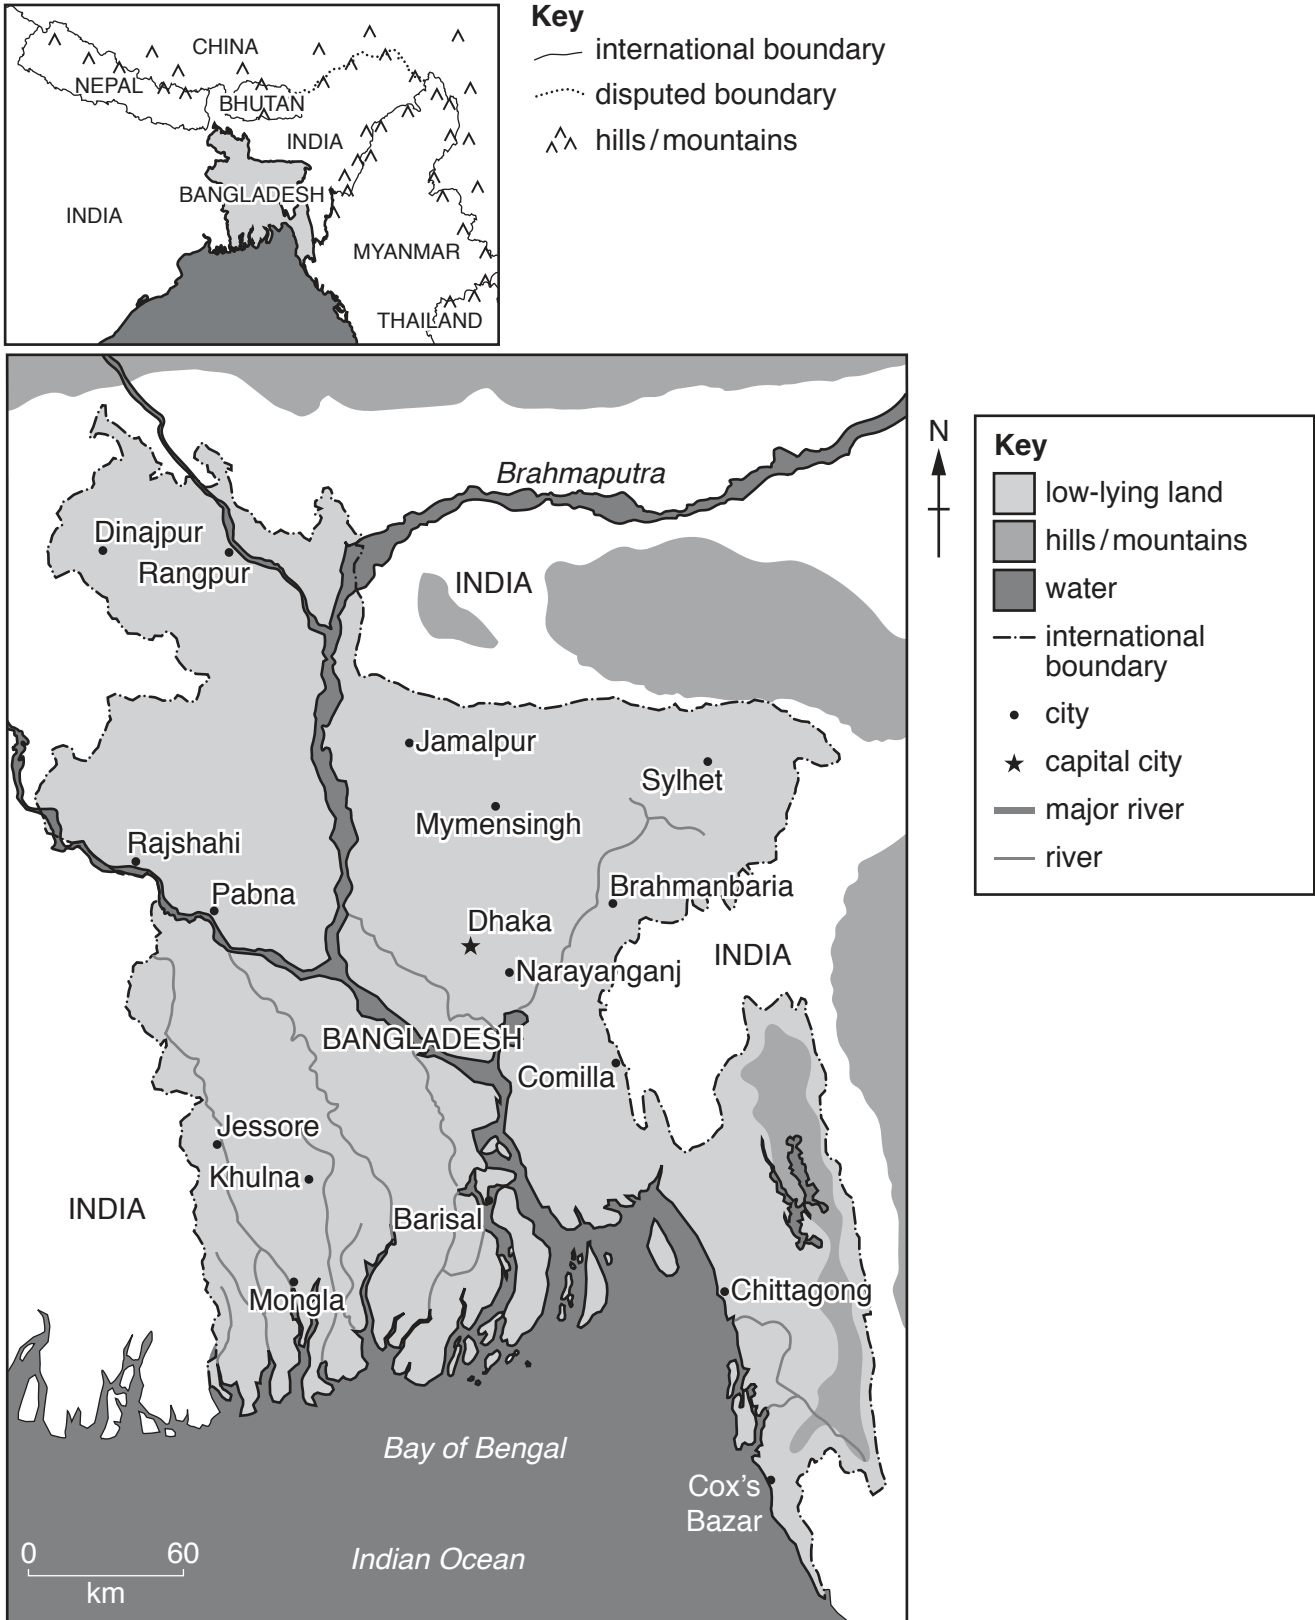 CHINA
NEPAL
BHUTAN
INDIA
BANGLADESH
INDIA
MYANMAR
THAILAND
Key
international boundary
disputed boundary
hills / mountains
Brahmaputra
Dinajpur
Rangpur
INDIA
Jamalpur
Sylhet
Mymensingh
Rajshahi
Pabna
Brahmanbaria
Dhaka
INDIA
Narayanganj
BANGLADESH
Comilla
Jessore
Khulna
INDIA
Barisal
Chittagong
Mongla
Bay of Bengal
Cox's
Bazar
0 60
km
Indian Ocean
N
Key
low-lying land
hills / mountains
water
international
boundary
city
capital city
major river
river